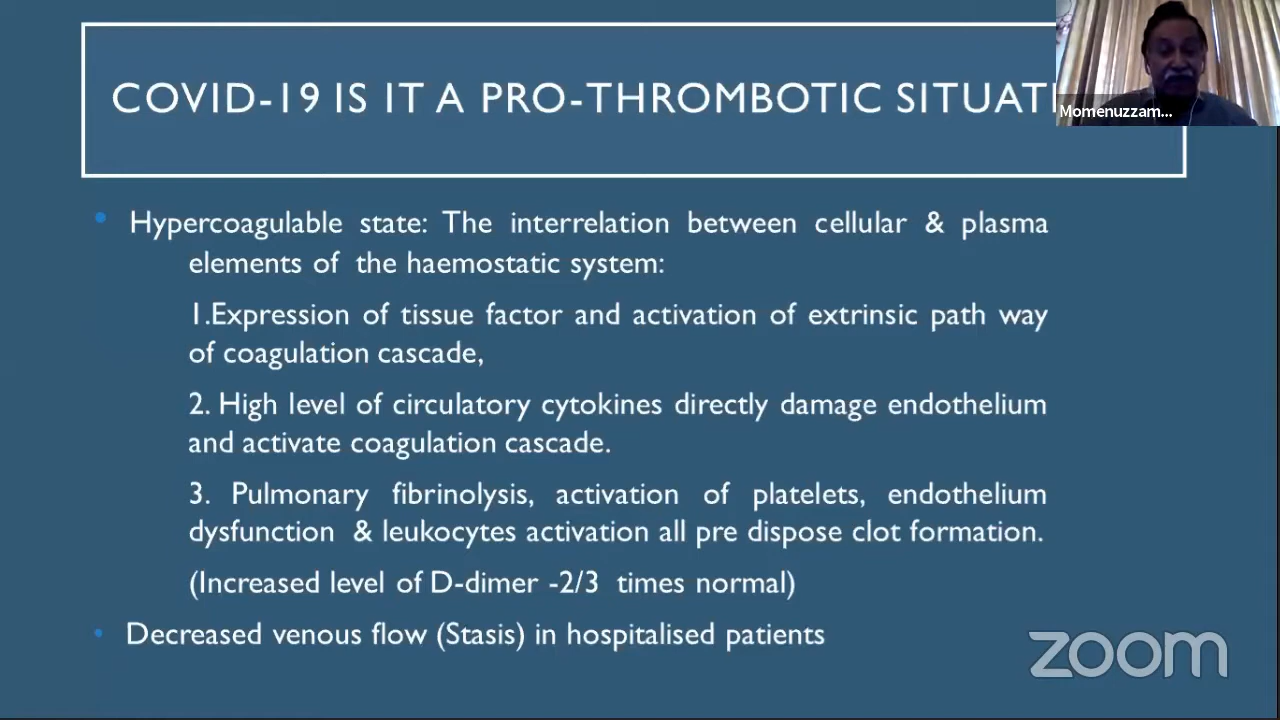 COVID-19 IS IT A PRO-THROMBOTIC SITUAT
Momenuzzam...
• Hypercoagulable state: The interrelation between cellular & plasma
elements of the haemostatic system:
1.Expression of tissue factor and activation of extrinsic path way
of coagulation cascade,
2. High level of circulatory cytokines directly damage endothelium
and activate coagulation cascade.
3. Pulmonary fibrinolysis, activation of platelets, endothelium
dysfunction & leukocytes activation all pre dispose clot formation.
(Increased level of D-dimer -2/3 times normal)
• Decreased venous flow (Stasis) in hospitalised patients
zoom